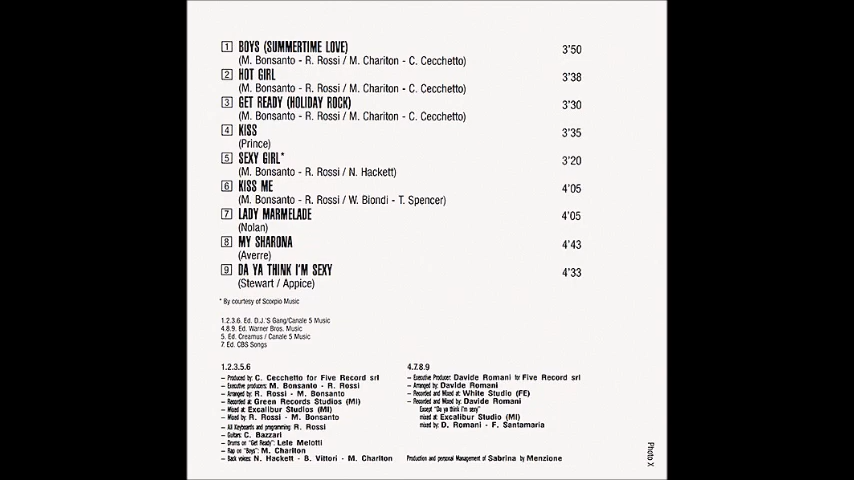 1 BOYS (SUMMERTIME LOVE) 3'50
(M. Bonsanto - R. Rossi / M. Chariton - C. Cecchetto)
2 HOT GIRL 3'38
(M. Bonsanto - R. Rossi / M. Chariton - C. Cecchetto)
3 GET READY (HOLIDAY ROCK) 3'30
(M. Bonsanto - R. Rossi / M. Chariton - C. Cecchetto)
4 KISS 3'35
(Prince)
5 SEXY GIRL* 3'20
(M. Bonsanto - R. Rossi / N. Hackett)
6 KISS ME 4'05
(M. Bonsanto - R. Rossi / W. Biondi - T. Spencer)
7 LADY MARMELADE 4'05
(Nolan)
8 MY SHARONA 4'43
(Averre)
9 DA YA THINK I'M SEXY 4'33
(Stewart / Appice)
* By courtesy of Scorpio Music
1.2.3.6. Ed. D.J.'S Gang/Canale 5 Music
4.8.9. Ed. Warner Bros. Music
5. Ed. Creamus / Canale 5 Music
7. Ed. CBS Songs
1.2.3.5.6
– Produced by: C. Cecchetto for Five Record srl
– Executive producers: M. Bonsanto - R. Rossi
– Arranged by: R. Rossi - M. Bonsanto
– Recorded at: Green Records Studios (MI)
– Mixed at: Excalibur Studios (MI)
– Mixed by: R. Rossi - M. Bonsanto
– All Keyboards and programming: R. Rossi
– Guitars: C. Bazzari
– Drums on "Get Ready": Lele Melotti
– Rap on "Boys": M. Chariton
– Back voices: N. Hackett - B. Vittori - M. Chariton
4.7.8.9
– Executive Producer: Davide Romani for Five Record srl
– Arranged by: Davide Romani
– Recorded and Mixed at: White Studio (FE)
– Recorded and Mixed by: Davide Romani
Except "Da ya think I'm sexy"
mixed at: Excalibur Studio (MI)
mixed by: D. Romani - F. Santamaria
Production and personal Management of Sabrina by Menzione
Photo X